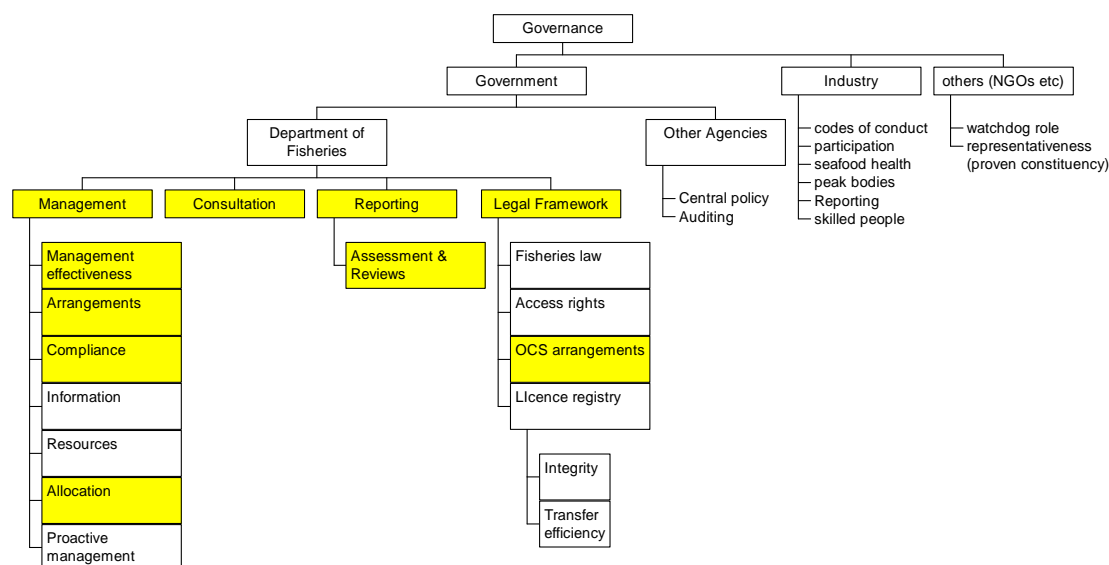 Governance
Government
Industry
others (NGOs etc)
Department of
Fisheries
Other Agencies
codes of conduct
participation
seafood health
peak bodies
Reporting
skilled people
watchdog role
representativeness
(proven constituency)
Central policy
Auditing
Management
Consultation
Reporting
Legal Framework
Management
effectiveness
Arrangements
Compliance
Information
Resources
Allocation
Proactive
management
Assessment &
Reviews
Fisheries law
Access rights
OCS arrangements
LIcence registry
Integrity
Transfer
efficiency